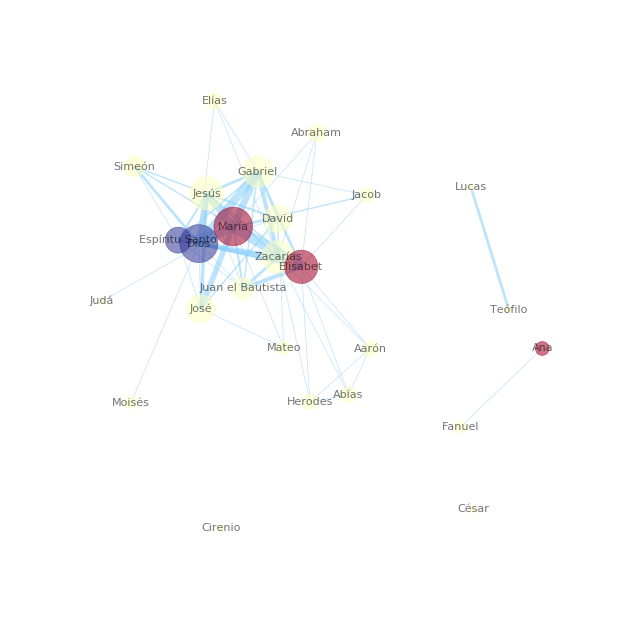 Elías
Abraham
Simeón
Gabriel
Jesús
Jacob
Lucas
David
María
Espíritu Santo
Dios
Zacarías
Elisabet
Juan el Bautista
Judá
José
Teófilo
Mateo
Aarón
Ana
Moisés
Herodes
Abías
Fanuel
César
Cirenio